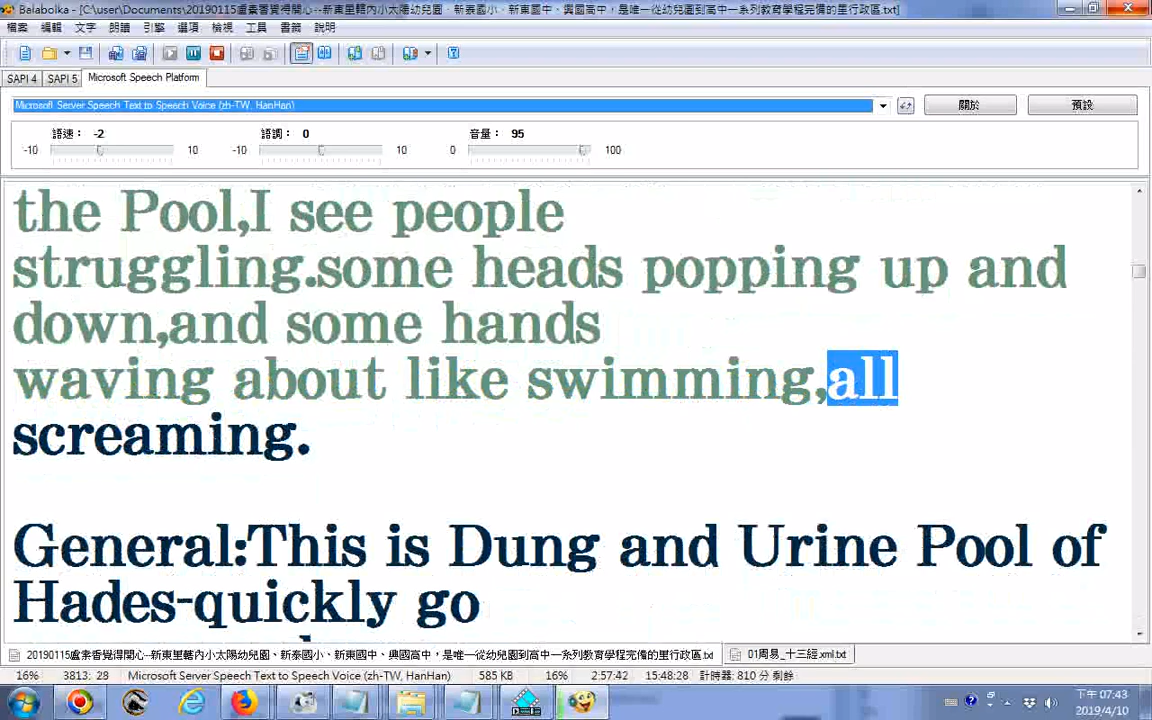 Balabolka - [C:\user\Documents\20190115盧素香覺得開心--新東里轄內小太陽幼兒園、新泰國小、新東國中、興國高中，是唯一從幼兒園到高中一系列教育學程完備的里行政區.txt]
檔案 編輯 文字 朗讀 引擎 選項 檢視 工具 書籤 說明
SAPI 4 SAPI 5 Microsoft Speech Platform
Microsoft Server Speech Text to Speech Voice (zh-TW, HanHan) 關於 預設
語速： -2 語調： 0 音量： 95
-10 10 -10 10 0 100
the Pool,I see people
struggling.some heads popping up and
down,and some hands
waving about like swimming,all
screaming.
General:This is Dung and Urine Pool of
Hades-quickly go
20190115盧素香覺得開心--新東里轄內小太陽幼兒園、新泰國小、新東國中、興國高中，是唯一從幼兒園到高中一系列教育學程完備的里行政區.txt 01周易_十三經.xml.txt
16% 3813: 28 Microsoft Server Speech Text to Speech Voice (zh-TW, HanHan) 585 KB 16% 2:57:42 15:48:28 計時器: 810 分 剩餘
下午 07:43
2019/4/10